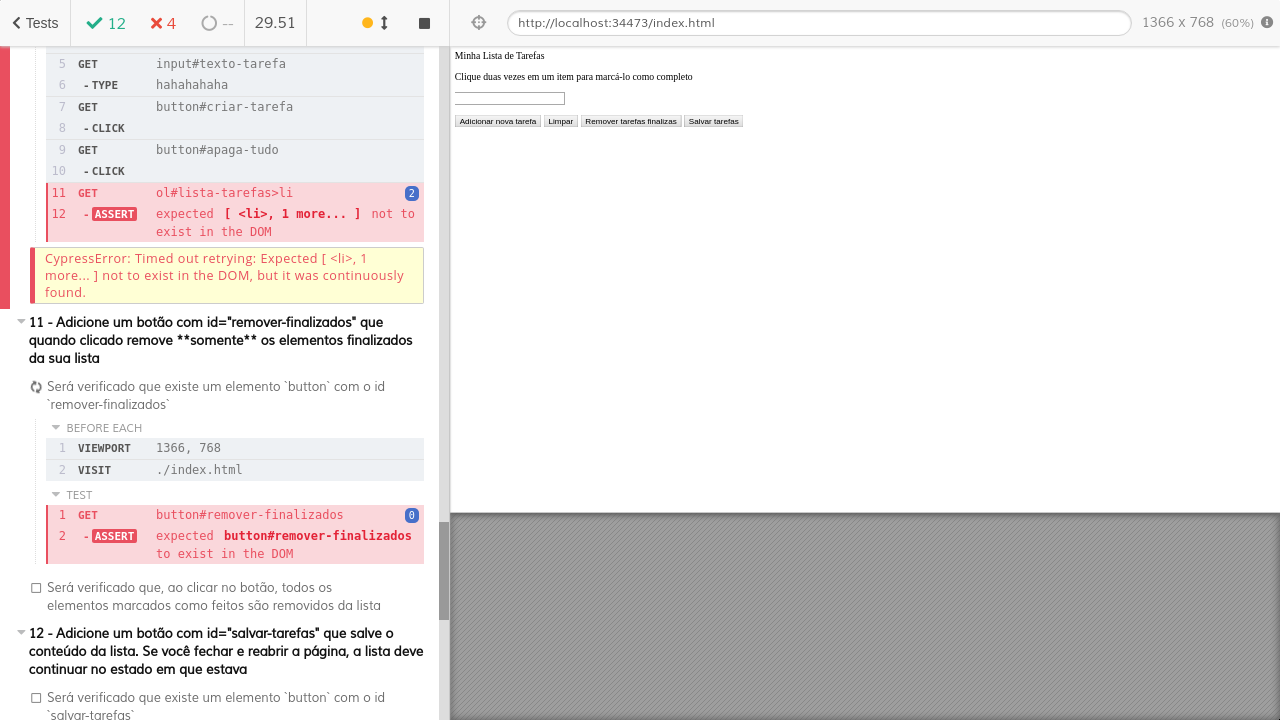 Tests 12 4 -- 29.51
5 GET input#texto-tarefa
6 -TYPE hahahahaha
7 GET button#criar-tarefa
8 -CLICK
9 GET button#apaga-tudo
10 -CLICK
11 GET ol#lista-tarefas>li 2
12 -ASSERT expected [ <li>, 1 more... ] not to
exist in the DOM
CypressError: Timed out retrying: Expected [ <li>, 1
more... ] not to exist in the DOM, but it was continuously
found.
11 - Adicione um botão com id="remover-finalizados" que
quando clicado remove **somente** os elementos finalizados
da sua lista
Será verificado que existe um elemento `button` com o id
`remover-finalizados`
BEFORE EACH
1 VIEWPORT 1366, 768
2 VISIT ./index.html
TEST
1 GET button#remover-finalizados 0
2 -ASSERT expected button#remover-finalizados
to exist in the DOM
Será verificado que, ao clicar no botão, todos os
elementos marcados como feitos são removidos da lista
12 - Adicione um botão com id="salvar-tarefas" que salve o
conteúdo da lista. Se você fechar e reabrir a página, a lista deve
continuar no estado em que estava
Será verificado que existe um elemento `button` com o id
`salvar-tarefas`
http://localhost:34473/index.html 1366 x 768 (60%)
Minha Lista de Tarefas
Clique duas vezes em um item para marcá-lo como completo
Adicionar nova tarefa Limpar Remover tarefas finalizas Salvar tarefas